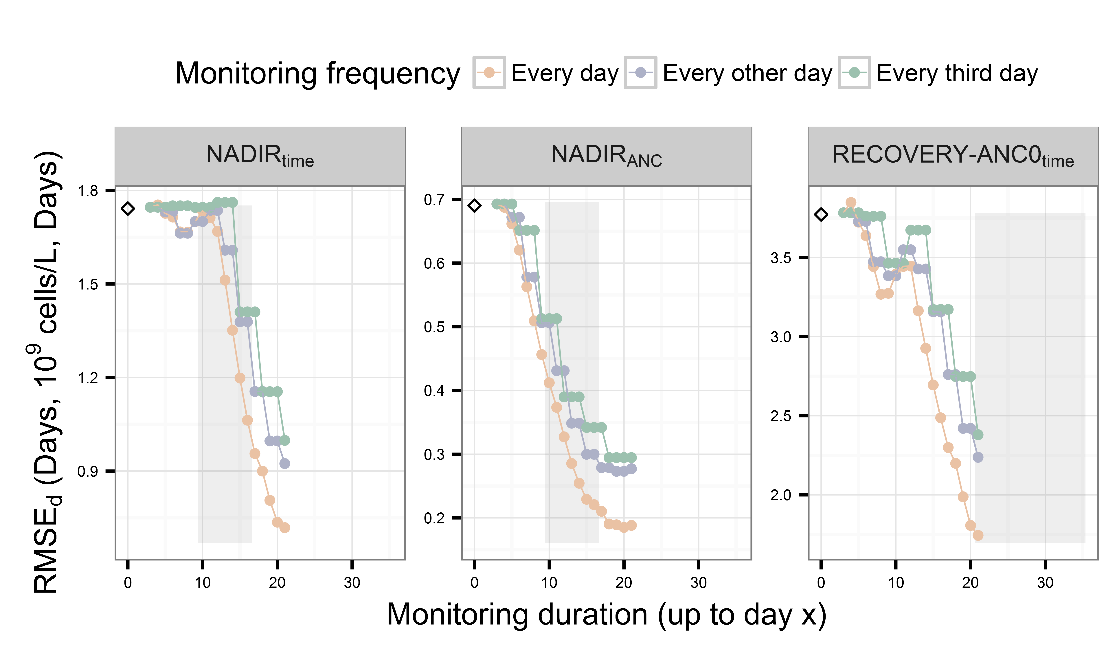 Monitoring frequency Every day Every other day Every third day
NADIRtime NADIRANC RECOVERY-ANC0time
RMSEd (Days, 10⁹ cells/L, Days)
1.8
1.5
1.2
0.9
0 10 20 30
0.7
0.6
0.5
0.4
0.3
0.2
0 10 20 30
3.5
3.0
2.5
2.0
0 10 20 30
Monitoring duration (up to day x)